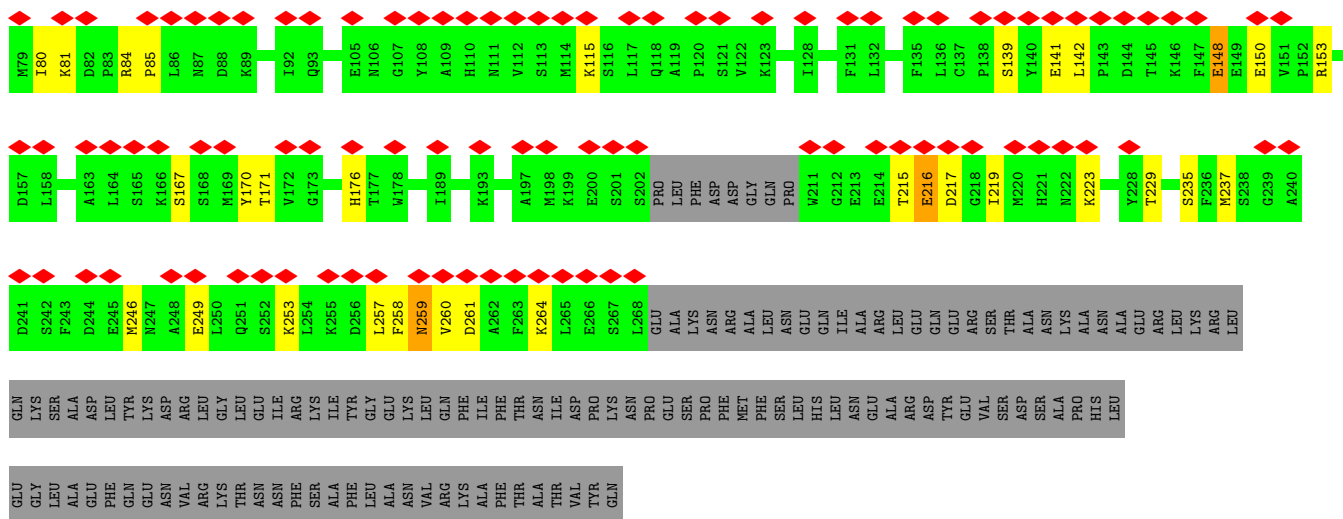 M79 I80 K81 D82 P83 R84 P85 L86 N87 D88 K89 I92 Q93 E105 N106 G107 Y108 A109 H110 N111 V112 S113 M114 K115 S116 L117 Q118 A119 P120 S121 V122 K123 I128 F131 L132 F135 L136 C137 P138 S139 Y140 E141 L142 P143 D144 T145 K146 F147 E148 E149 E150 V151 P152 R153
D157 L158 A163 L164 S165 K166 S167 S168 M169 Y170 T171 V172 G173 H176 T177 W178 I189 K193 A197 M198 K199 E200 S201 S202 PRO LEU PHE ASP ASP GLY GLN PRO W211 G212 E213 E214 T215 E216 D217 G218 I219 M220 H221 N222 K223 Y228 T229 S235 F236 M237 S238 G239 A240
D241 S242 F243 D244 E245 M246 N247 A248 E249 L250 Q251 S252 K253 L254 K255 D256 L257 F258 N259 V260 D261 A262 F263 K264 L265 E266 S267 L268 GLU ALA LYS ASN ARG ALA LEU ASN GLU GLN ILE ALA ARG LEU GLU GLN GLU ARG SER THR ALA ASN LYS ALA ASN ALA GLU ARG LEU LYS ARG LEU
GLN LYS SER ALA ASP LEU TYR LYS ASP ARG LEU GLY LEU GLU ILE ARG LYS ILE TYR GLY GLU LYS LEU GLN PHE ILE PHE THR ASN ILE ASP PRO LYS ASN PRO GLU SER PRO PHE MET PHE SER LEU HIS LEU ASN GLU ALA ARG ASP TYR GLU VAL SER ASP SER ALA PRO HIS LEU
GLU GLY LEU ALA GLU PHE GLN GLU ASN VAL ARG LYS THR ASN ASN PHE SER ALA PHE LEU ALA ASN VAL ARG LYS ALA PHE THR ALA THR VAL TYR GLN